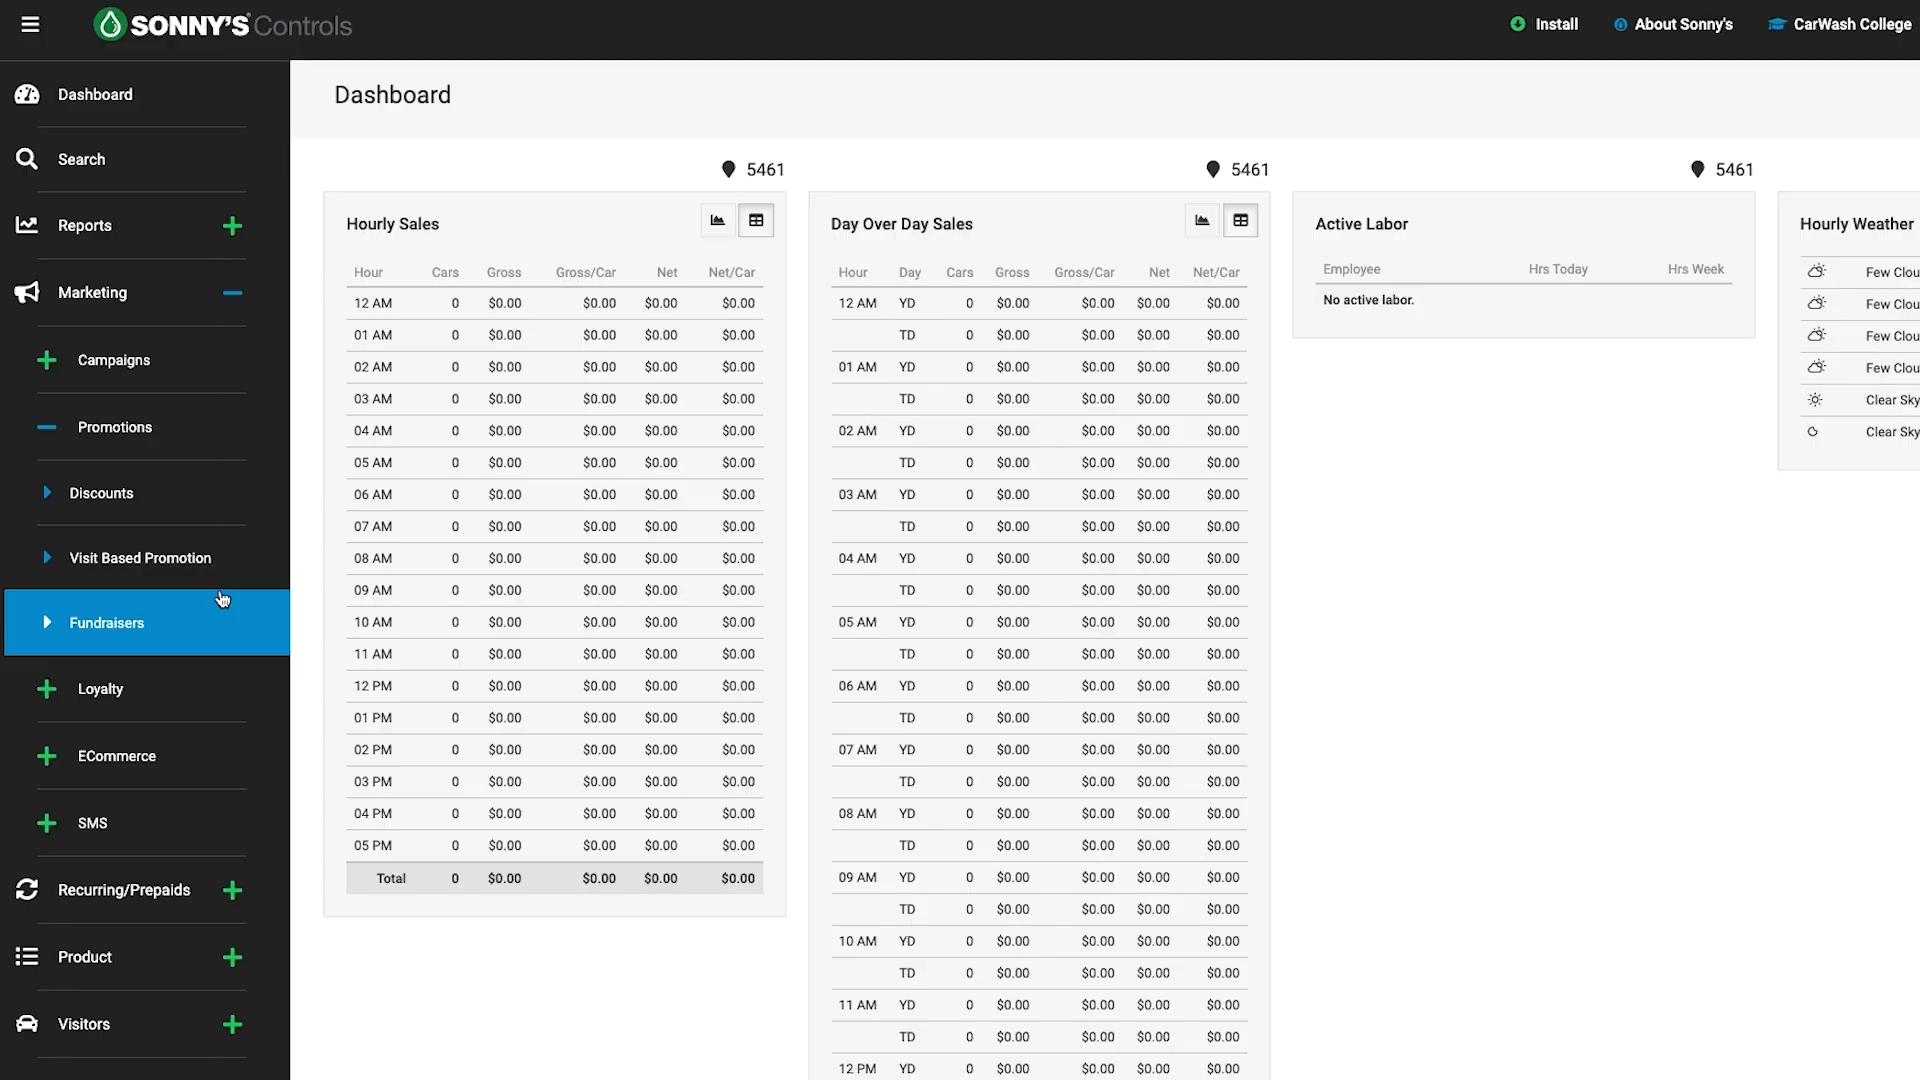 SONNY'S Controls
Install
About Sonny's
CarWash College
Dashboard
Search
Reports
Marketing
Campaigns
Promotions
Discounts
Visit Based Promotion
Fundraisers
Loyalty
ECommerce
SMS
Recurring/Prepaids
Product
Visitors
Dashboard
5461
Hourly Sales
Hour Cars Gross Gross/Car Net Net/Car
12 AM 0 $0.00 $0.00 $0.00 $0.00
01 AM 0 $0.00 $0.00 $0.00 $0.00
02 AM 0 $0.00 $0.00 $0.00 $0.00
03 AM 0 $0.00 $0.00 $0.00 $0.00
04 AM 0 $0.00 $0.00 $0.00 $0.00
05 AM 0 $0.00 $0.00 $0.00 $0.00
06 AM 0 $0.00 $0.00 $0.00 $0.00
07 AM 0 $0.00 $0.00 $0.00 $0.00
08 AM 0 $0.00 $0.00 $0.00 $0.00
09 AM 0 $0.00 $0.00 $0.00 $0.00
10 AM 0 $0.00 $0.00 $0.00 $0.00
11 AM 0 $0.00 $0.00 $0.00 $0.00
12 PM 0 $0.00 $0.00 $0.00 $0.00
01 PM 0 $0.00 $0.00 $0.00 $0.00
02 PM 0 $0.00 $0.00 $0.00 $0.00
03 PM 0 $0.00 $0.00 $0.00 $0.00
04 PM 0 $0.00 $0.00 $0.00 $0.00
05 PM 0 $0.00 $0.00 $0.00 $0.00
Total 0 $0.00 $0.00 $0.00 $0.00
5461
Day Over Day Sales
Hour Day Cars Gross Gross/Car Net Net/Car
12 AM YD 0 $0.00 $0.00 $0.00 $0.00
TD 0 $0.00 $0.00 $0.00 $0.00
01 AM YD 0 $0.00 $0.00 $0.00 $0.00
TD 0 $0.00 $0.00 $0.00 $0.00
02 AM YD 0 $0.00 $0.00 $0.00 $0.00
TD 0 $0.00 $0.00 $0.00 $0.00
03 AM YD 0 $0.00 $0.00 $0.00 $0.00
TD 0 $0.00 $0.00 $0.00 $0.00
04 AM YD 0 $0.00 $0.00 $0.00 $0.00
TD 0 $0.00 $0.00 $0.00 $0.00
05 AM YD 0 $0.00 $0.00 $0.00 $0.00
TD 0 $0.00 $0.00 $0.00 $0.00
06 AM YD 0 $0.00 $0.00 $0.00 $0.00
TD 0 $0.00 $0.00 $0.00 $0.00
07 AM YD 0 $0.00 $0.00 $0.00 $0.00
TD 0 $0.00 $0.00 $0.00 $0.00
08 AM YD 0 $0.00 $0.00 $0.00 $0.00
TD 0 $0.00 $0.00 $0.00 $0.00
09 AM YD 0 $0.00 $0.00 $0.00 $0.00
TD 0 $0.00 $0.00 $0.00 $0.00
10 AM YD 0 $0.00 $0.00 $0.00 $0.00
TD 0 $0.00 $0.00 $0.00 $0.00
11 AM YD 0 $0.00 $0.00 $0.00 $0.00
TD 0 $0.00 $0.00 $0.00 $0.00
12 PM YD 0 $0.00 $0.00 $0.00 $0.00
5461
Active Labor
Employee Hrs Today Hrs Week
No active labor.
Hourly Weather
Few Clou
Few Clou
Few Clou
Few Clou
Clear Sky
Clear Sky